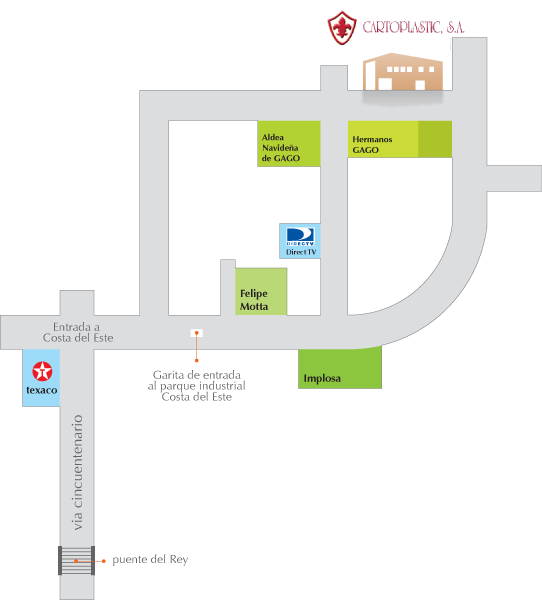 CARTOPLASTIC, S.A.
Aldea
Navideña
de GAGO
Hermanos
GAGO
DIRECTV
Direct TV
Felipe
Motta
Entrada a
Costa del Este
Garita de entrada
al parque industrial
Costa del Este
Implosa
T
texaco
via cincuentenario
puente del Rey